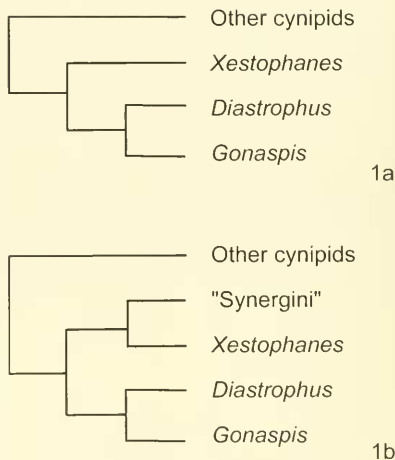 Other cynipids
Xestophanes
Diastrophus
Gonaspis
1a
Other cynipids
"Synergini"
Xestophanes
Diastrophus
Gonaspis
1b